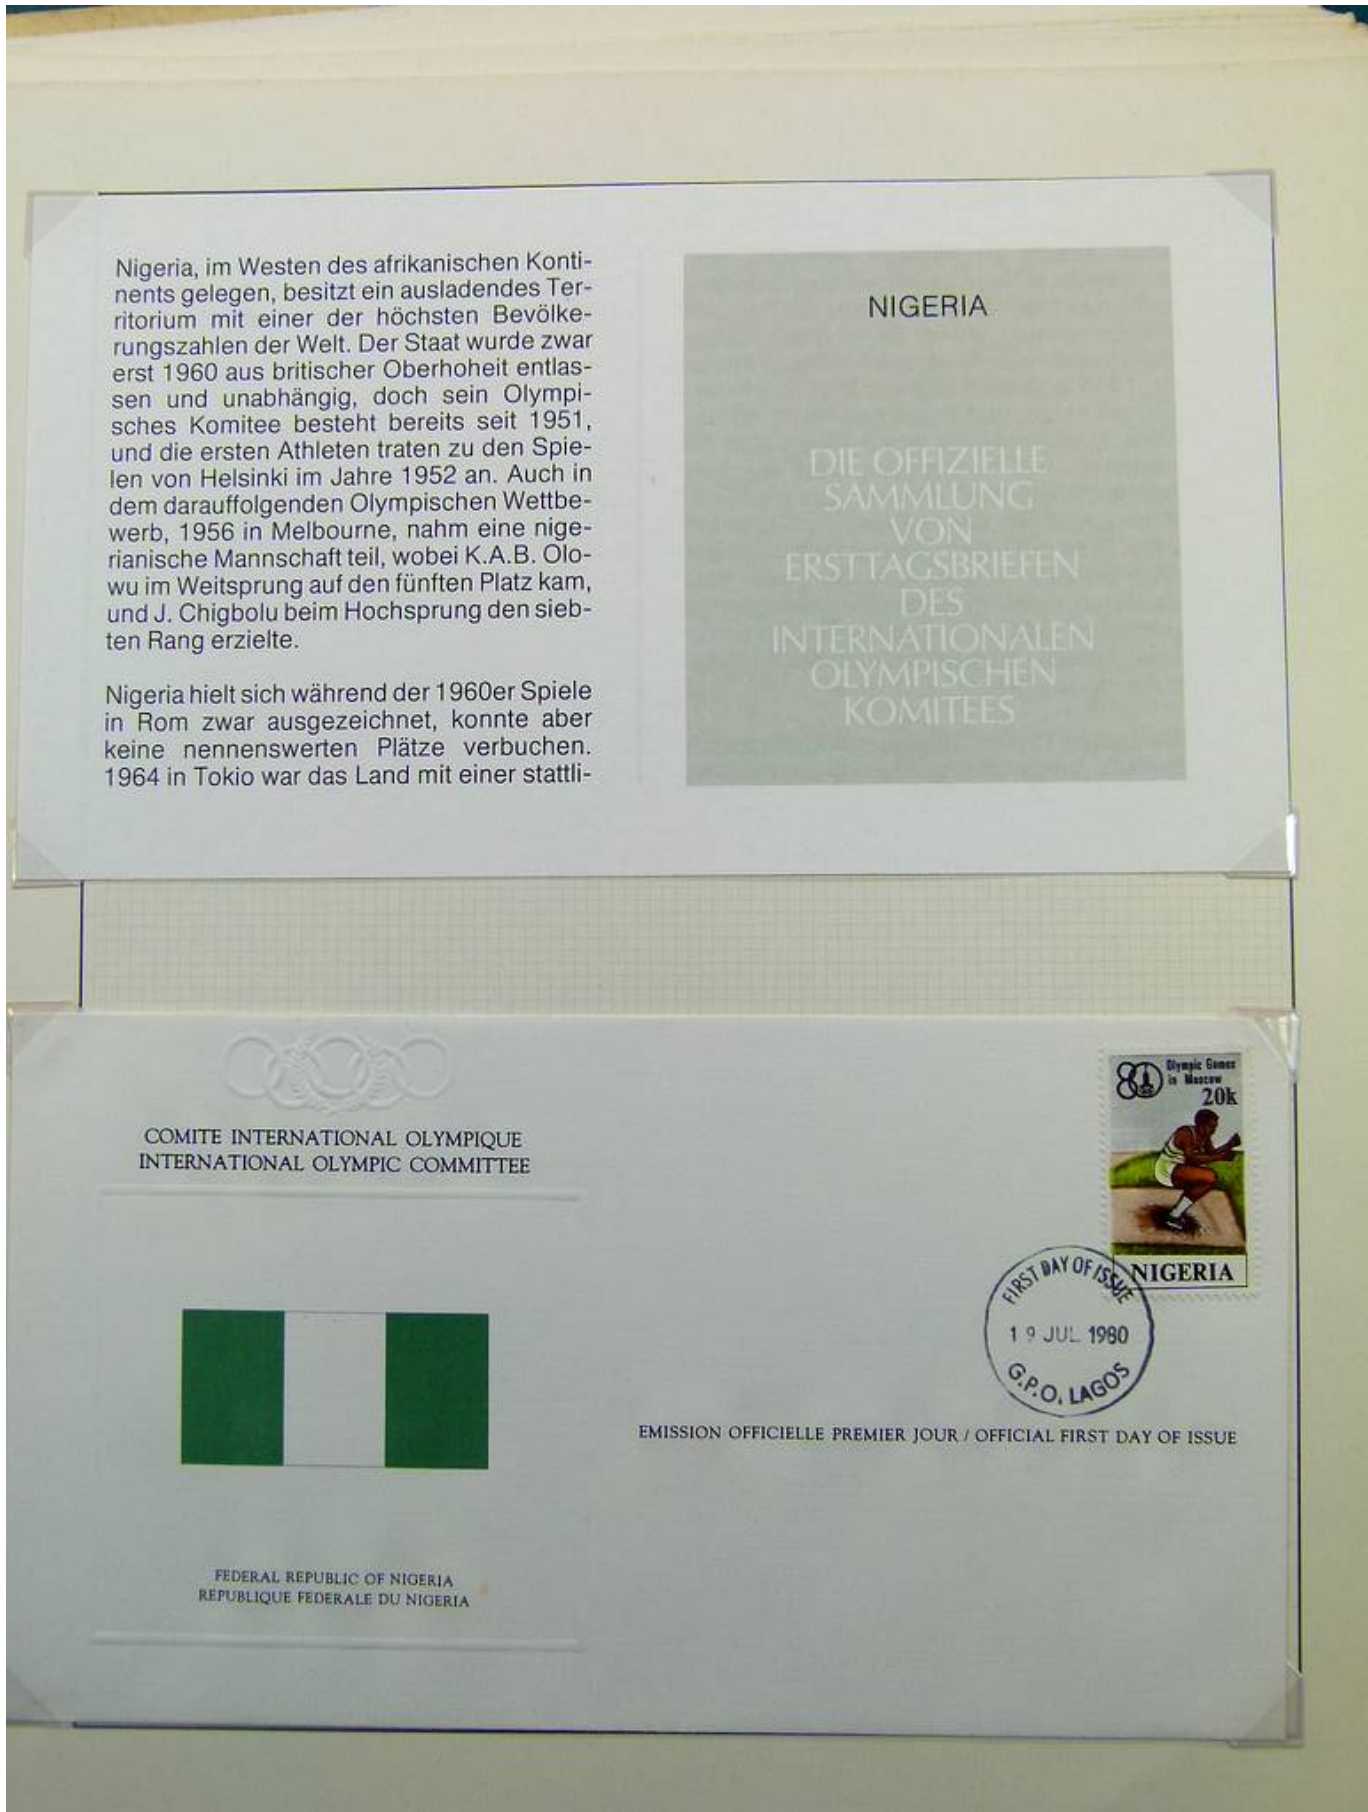 Nigeria, im Westen des afrikanischen Konti-
nents gelegen, besitzt ein ausladendes Ter-
ritorium mit einer der höchsten Bevölke-
rungszahlen der Welt. Der Staat wurde zwar
erst 1960 aus britischer Oberhoheit entlas-
sen und unabhängig, doch sein Olympi-
sches Komitee besteht bereits seit 1951,
und die ersten Athleten traten zu den Spie-
len von Helsinki im Jahre 1952 an. Auch in
dem darauffolgenden Olympischen Wettbe-
werb, 1956 in Melbourne, nahm eine nige-
rianische Mannschaft teil, wobei K.A.B. Olo-
wu im Weitsprung auf den fünften Platz kam,
und J. Chigbolu beim Hochsprung den sieb-
ten Rang erzielte.
Nigeria hielt sich während der 1960er Spiele
in Rom zwar ausgezeichnet, konnte aber
keine nennenswerten Plätze verbuchen.
1964 in Tokio war das Land mit einer stattli-
NIGERIA
DIE OFFIZIELLE
SAMMLUNG
VON
ERSTTAGSBRIEFEN
DES
INTERNATIONALEN
OLYMPISCHEN
KOMITEES
COMITE INTERNATIONAL OLYMPIQUE
INTERNATIONAL OLYMPIC COMMITTEE
FEDERAL REPUBLIC OF NIGERIA
REPUBLIQUE FEDERALE DU NIGERIA
80
Olympic Games
in Moscow
20k
NIGERIA
FIRST DAY OF ISSUE
19 JUL 1980
G.P.O. LAGOS
EMISSION OFFICIELLE PREMIER JOUR / OFFICIAL FIRST DAY OF ISSUE